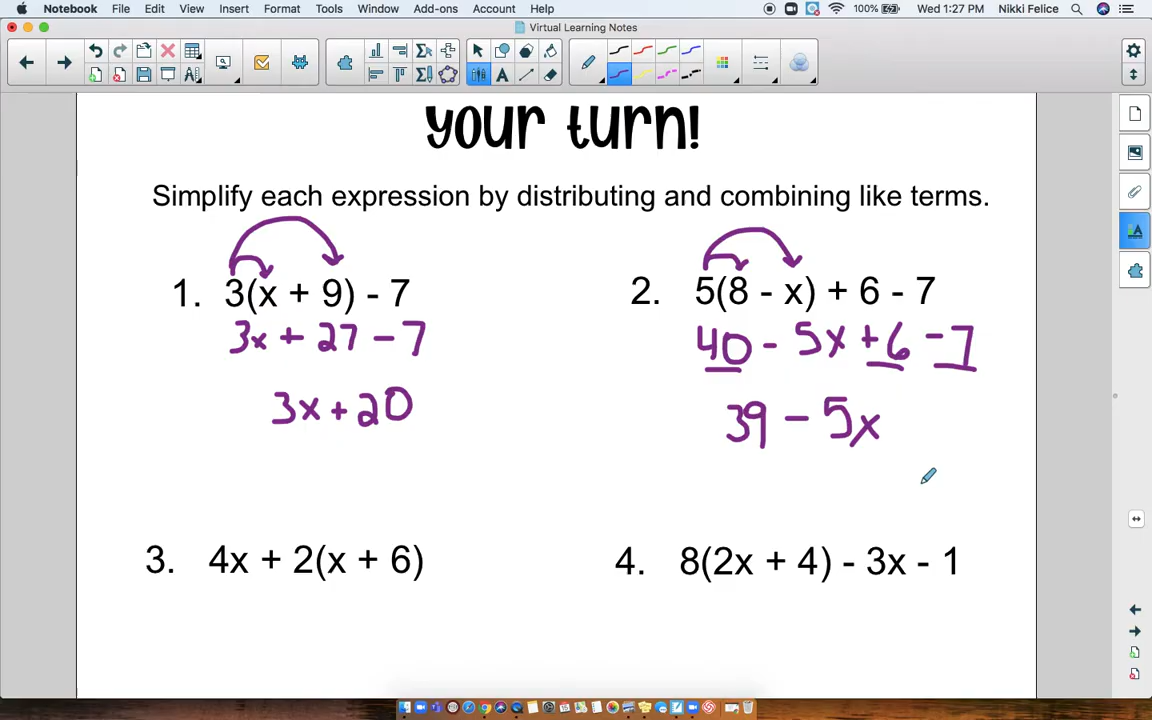 Notebook File Edit View Insert Format Tools Window Add-ons Account Help 100% Wed 1:27 PM Nikki Felice
Virtual Learning Notes
your turn!
Simplify each expression by distributing and combining like terms.
1. 3(x + 9) - 7
3x + 27 - 7
3x + 20
2. 5(8 - x) + 6 - 7
40 - 5x + 6 - 7
39 - 5x
3. 4x + 2(x + 6)
4. 8(2x + 4) - 3x - 1